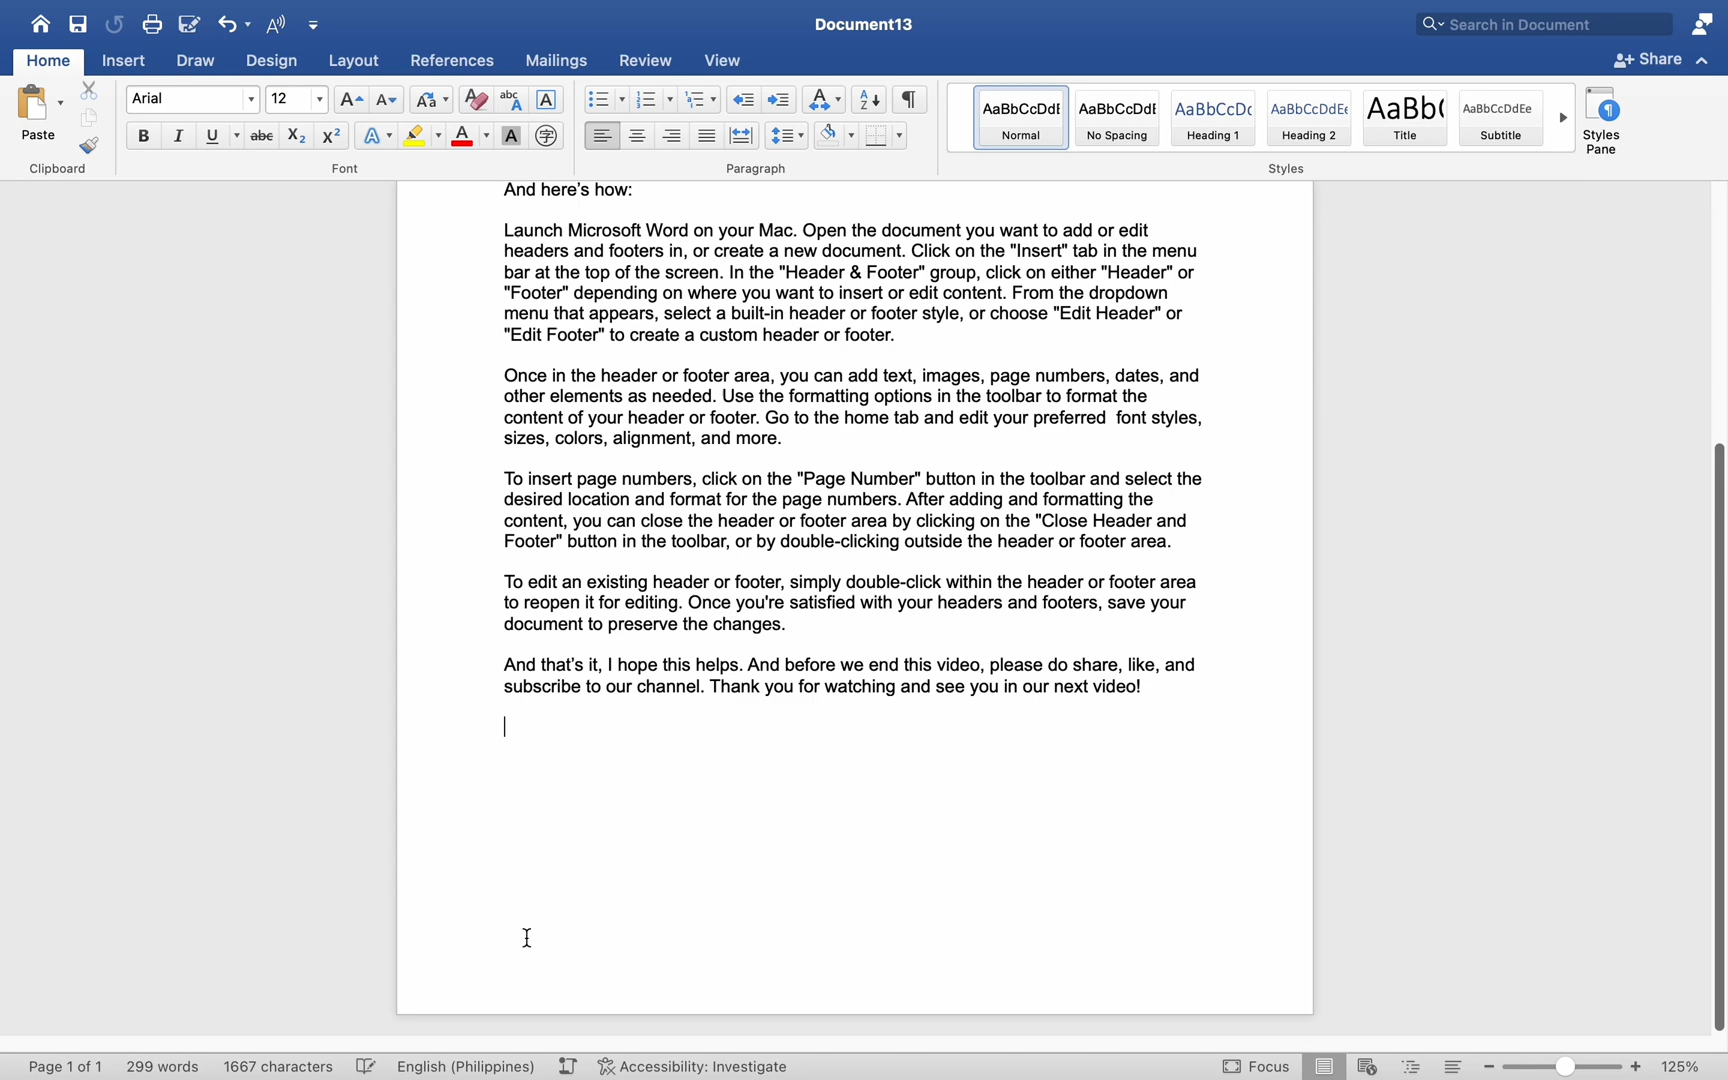 Document13
Search in Document
Home Insert Draw Design Layout References Mailings Review View
Share
Paste
Arial
12
AaBbCcDdE
AaBbCcDdE
AaBbCcDc
AaBbCcDdEe
AaBb(
AaBbCcDdEe
Normal
No Spacing
Heading 1
Heading 2
Title
Subtitle
Styles Pane
Clipboard
Font
Paragraph
Styles
And here’s how:
Launch Microsoft Word on your Mac. Open the document you want to add or edit
headers and footers in, or create a new document. Click on the "Insert" tab in the menu
bar at the top of the screen. In the "Header & Footer" group, click on either "Header" or
"Footer" depending on where you want to insert or edit content. From the dropdown
menu that appears, select a built-in header or footer style, or choose "Edit Header" or
"Edit Footer" to create a custom header or footer.
Once in the header or footer area, you can add text, images, page numbers, dates, and
other elements as needed. Use the formatting options in the toolbar to format the
content of your header or footer. Go to the home tab and edit your preferred  font styles,
sizes, colors, alignment, and more.
To insert page numbers, click on the "Page Number" button in the toolbar and select the
desired location and format for the page numbers. After adding and formatting the
content, you can close the header or footer area by clicking on the "Close Header and
Footer" button in the toolbar, or by double-clicking outside the header or footer area.
To edit an existing header or footer, simply double-click within the header or footer area
to reopen it for editing. Once you're satisfied with your headers and footers, save your
document to preserve the changes.
And that’s it, I hope this helps. And before we end this video, please do share, like, and
subscribe to our channel. Thank you for watching and see you in our next video!
Page 1 of 1 299 words 1667 characters English (Philippines) Accessibility: Investigate Focus 125%